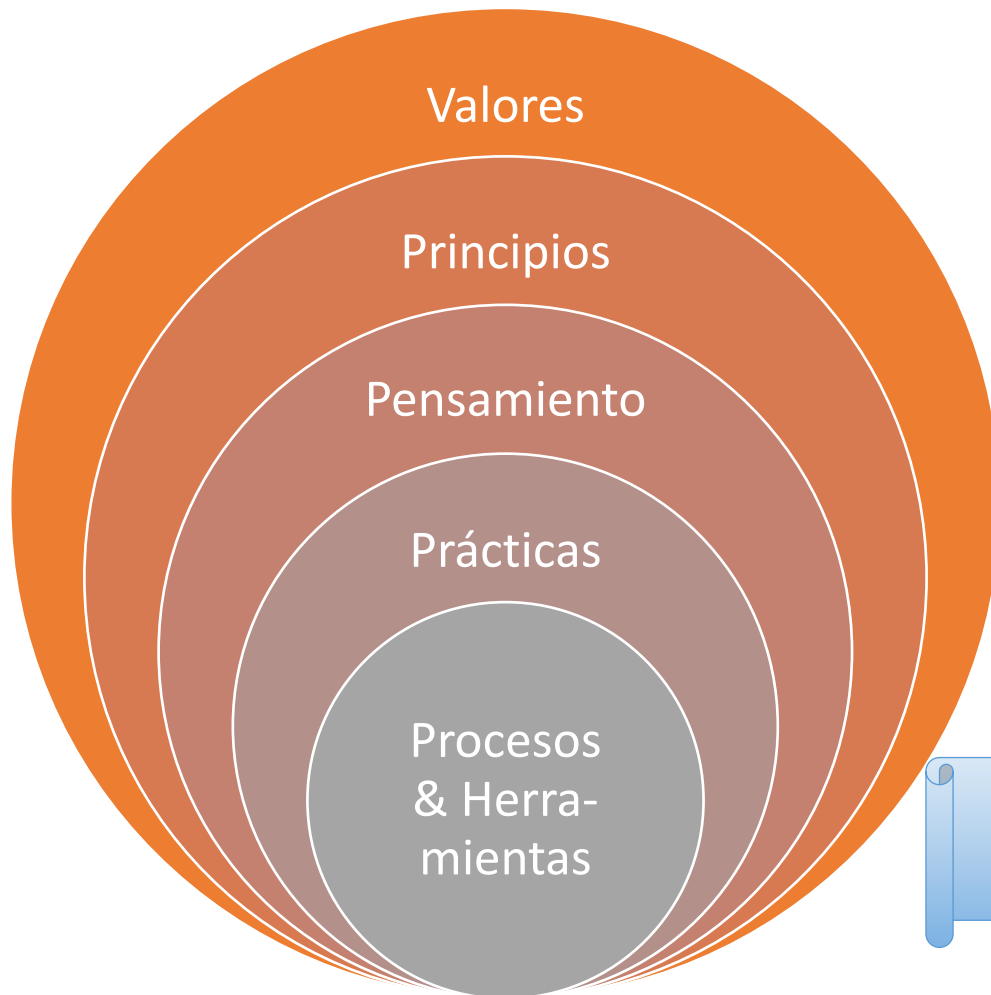 Valores
Principios
Pensamiento
Prácticas
Procesos
& Herra-
mientas